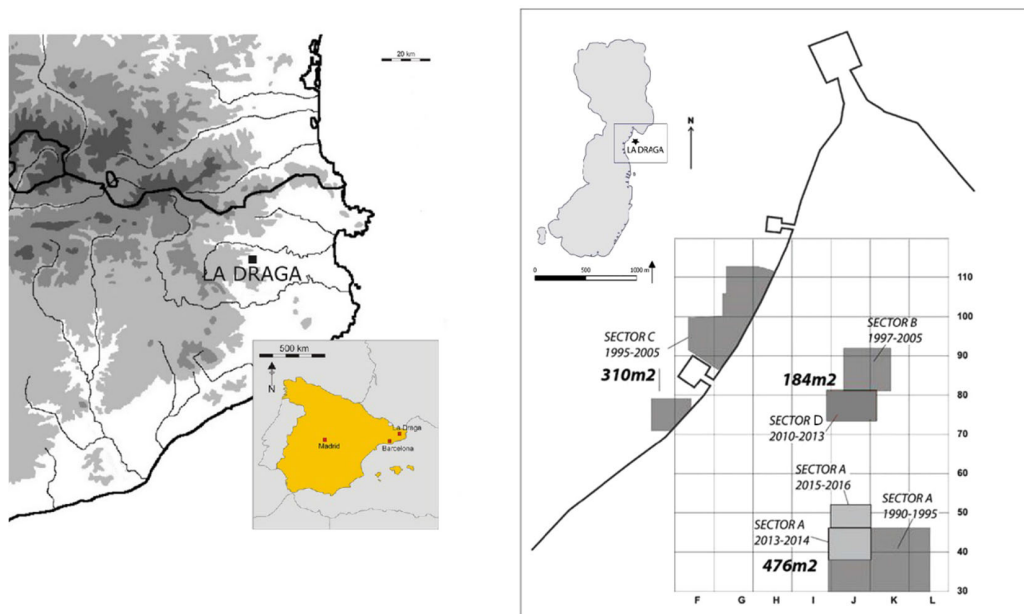 20 km
LA DRAGA
500 km
N
La Draga
Madrid
Barcelona
N
LA DRAGA
0 500 1000 m
110
100
90
80
70
60
50
40
30
SECTOR C
1995-2005
310m2
SECTOR B
1997-2005
184m2
SECTOR D
2010-2013
SECTOR A
2015-2016
SECTOR A
1990-1995
SECTOR A
2013-2014
476m2
F G H I J K L